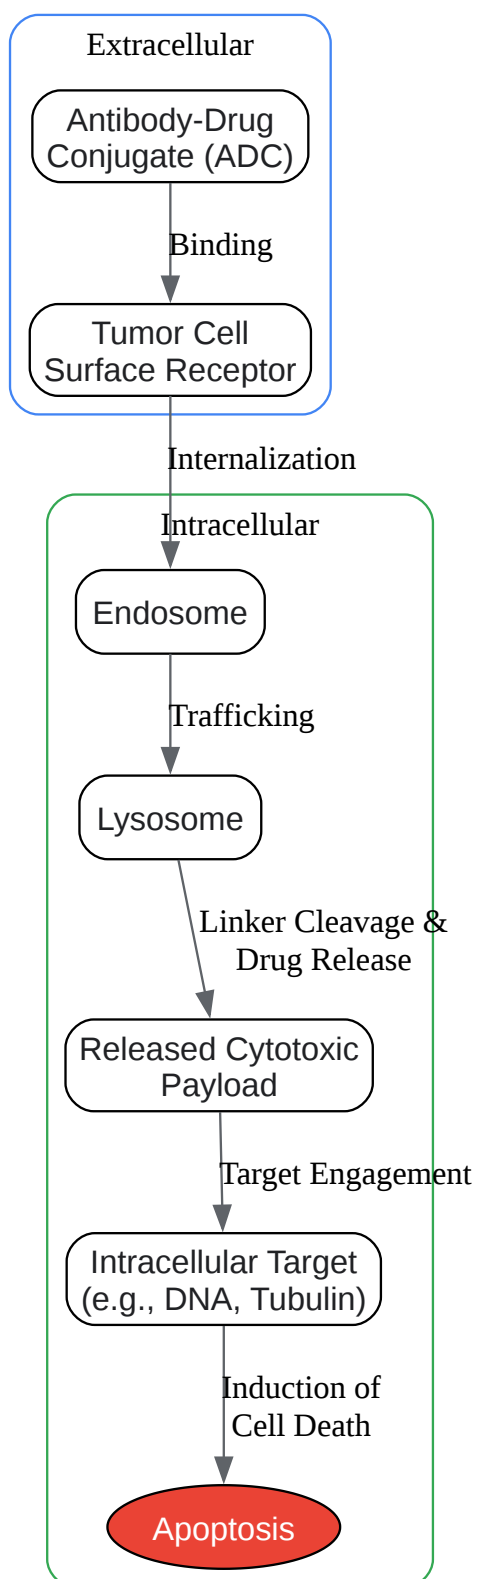 Extracellular
Antibody-Drug
Conjugate (ADC)
Binding
Tumor Cell
Surface Receptor
Internalization
Intracellular
Endosome
Trafficking
Lysosome
Linker Cleavage &
Drug Release
Released Cytotoxic
Payload
Target Engagement
Intracellular Target
(e.g., DNA, Tubulin)
Induction of
Cell Death
Apoptosis